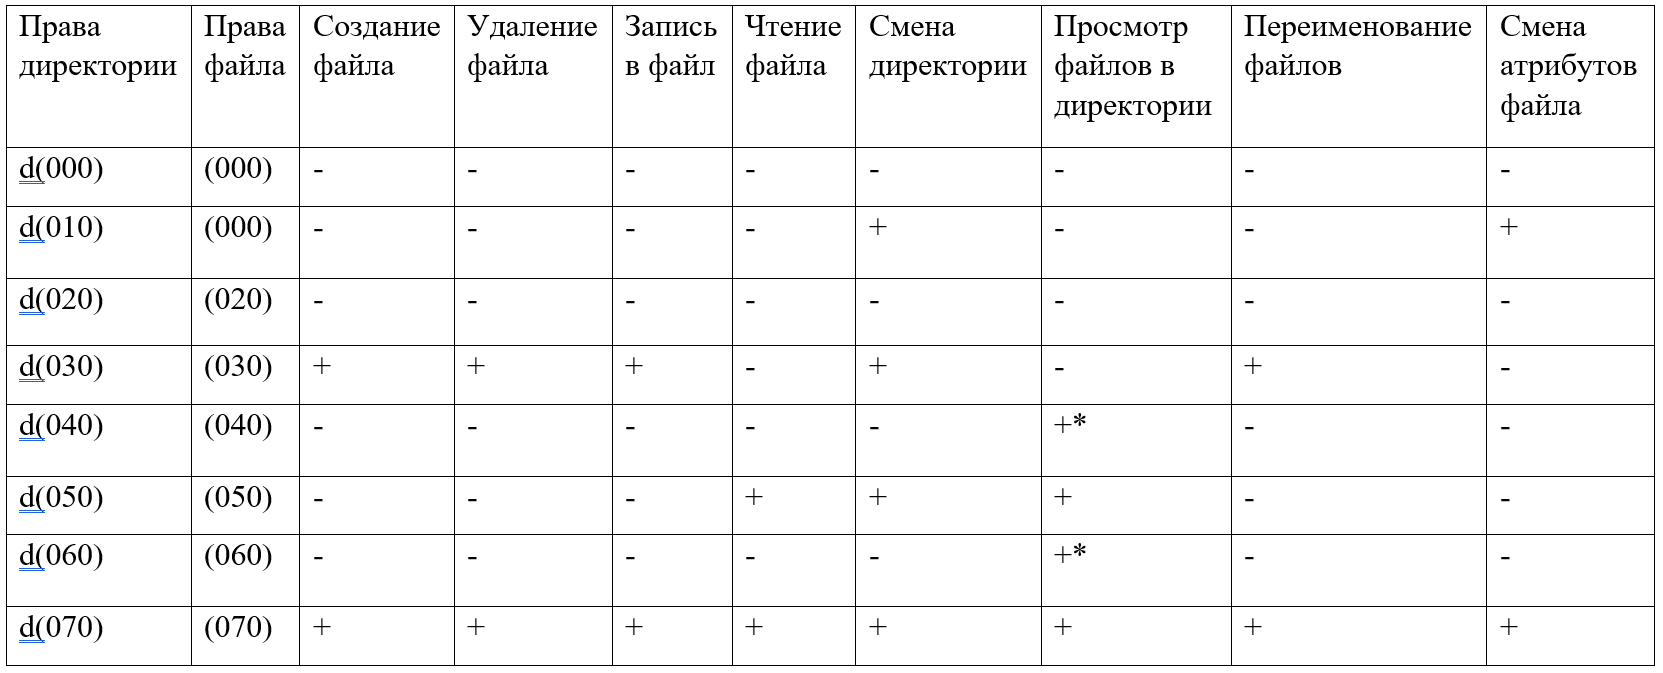 Права директории | Права файла | Создание файла | Удаление файла | Запись в файл | Чтение файла | Смена директории | Просмотр файлов в директории | Переименование файлов | Смена атрибутов файла
d(000) | (000) | - | - | - | - | - | - | - | -
d(010) | (000) | - | - | - | - | + | - | - | +
d(020) | (020) | - | - | - | - | - | - | - | -
d(030) | (030) | + | + | + | - | + | - | + | -
d(040) | (040) | - | - | - | - | - | +* | - | -
d(050) | (050) | - | - | - | + | + | + | - | -
d(060) | (060) | - | - | - | - | - | +* | - | -
d(070) | (070) | + | + | + | + | + | + | + | +